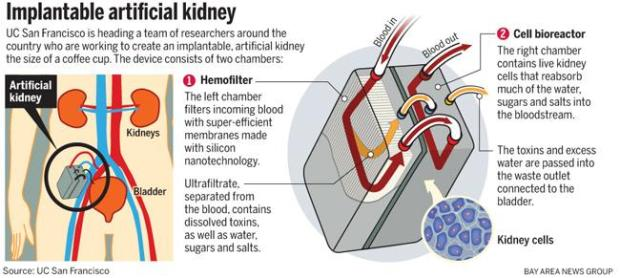 Implantable artificial kidney
UC San Francisco is heading a team of researchers around the
country who are working to create an implantable, artificial kidney
the size of a coffee cup. The device consists of two chambers:
Artificial
kidney
Kidneys
Bladder
1 Hemofilter
The left chamber
filters incoming blood
with super-efficient
membranes made
with silicon
nanotechnology.
Ultrafiltrate,
separated from
the blood, contains
dissolved toxins,
as well as water,
sugars and salts.
Blood in
Blood out
2 Cell bioreactor
The right chamber
contains live kidney
cells that reabsorb
much of the water,
sugars and salts into
the bloodstream.
The toxins and excess
water are passed into
the waste outlet
connected to the
bladder.
Kidney cells
Source: UC San Francisco
BAY AREA NEWS GROUP